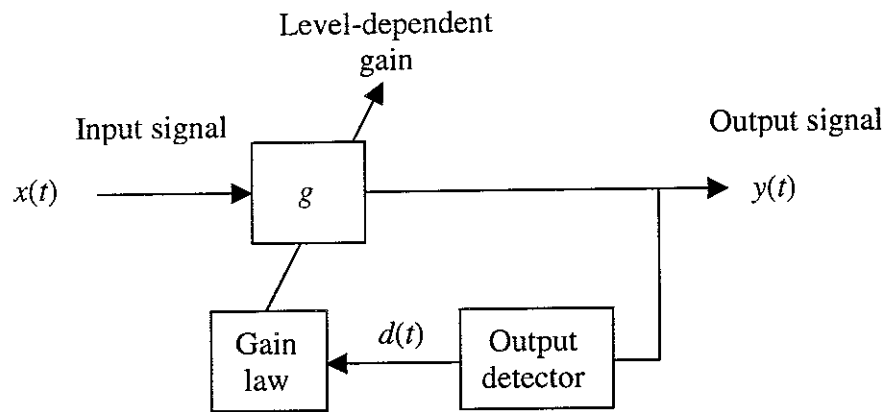 Level-dependent
gain
Input signal
Output signal
x(t)
g
y(t)
Gain
law
d(t)
Output
detector